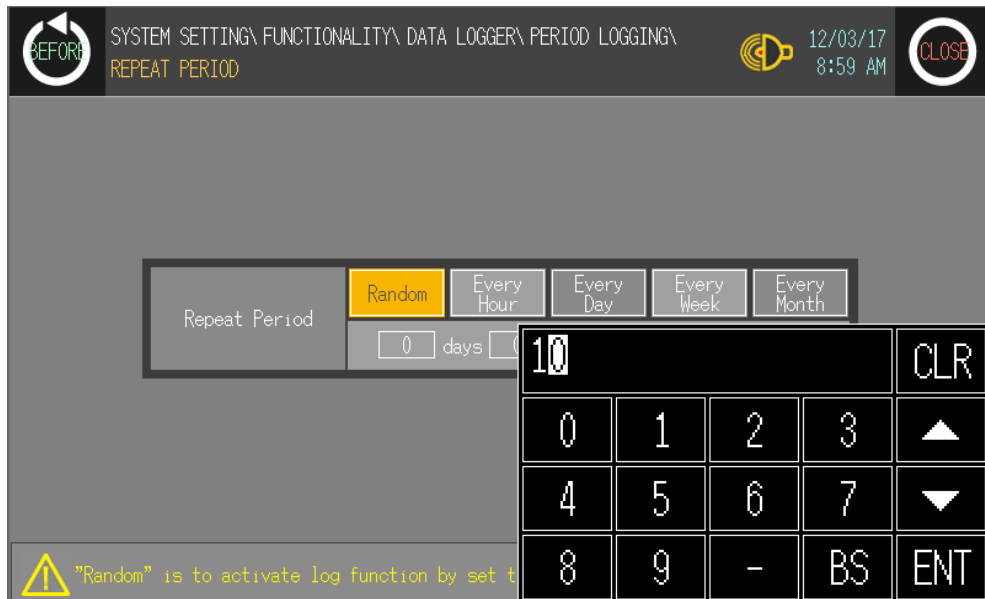 BEFORE
SYSTEM SETTING\ FUNCTIONALITY\ DATA LOGGER\ PERIOD LOGGING\
REPEAT PERIOD
12/03/17
8:59 AM
CLOSE
Repeat Period
Random
Every
Hour
Every
Day
Every
Week
Every
Month
0 days
10
CLR
0 1 2 3
4 5 6 7
8 9 - BS ENT
"Random" is to activate log function by set